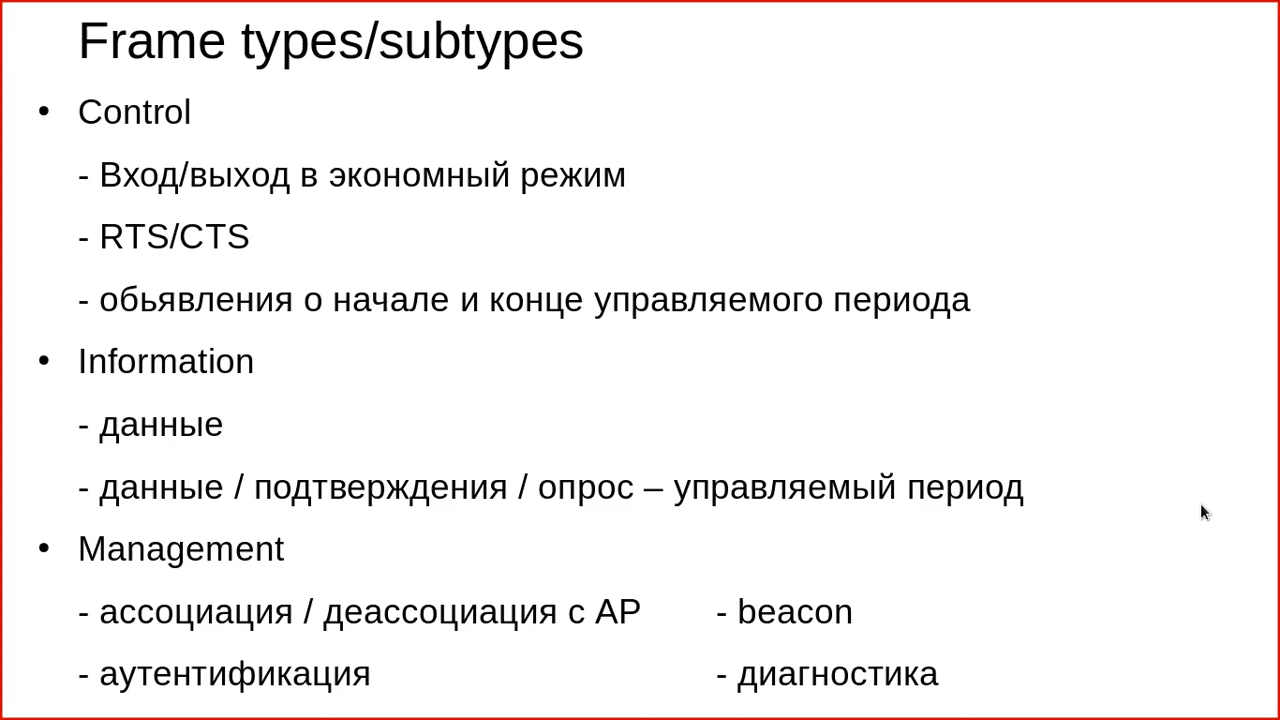 Frame types/subtypes
• Control
- Вход/выход в экономный режим
- RTS/CTS
- обьявления о начале и конце управляемого периода
• Information
- данные
- данные / подтверждения / опрос – управляемый период
• Management
- ассоциация / деассоциация с AP - beacon
- аутентификация - диагностика